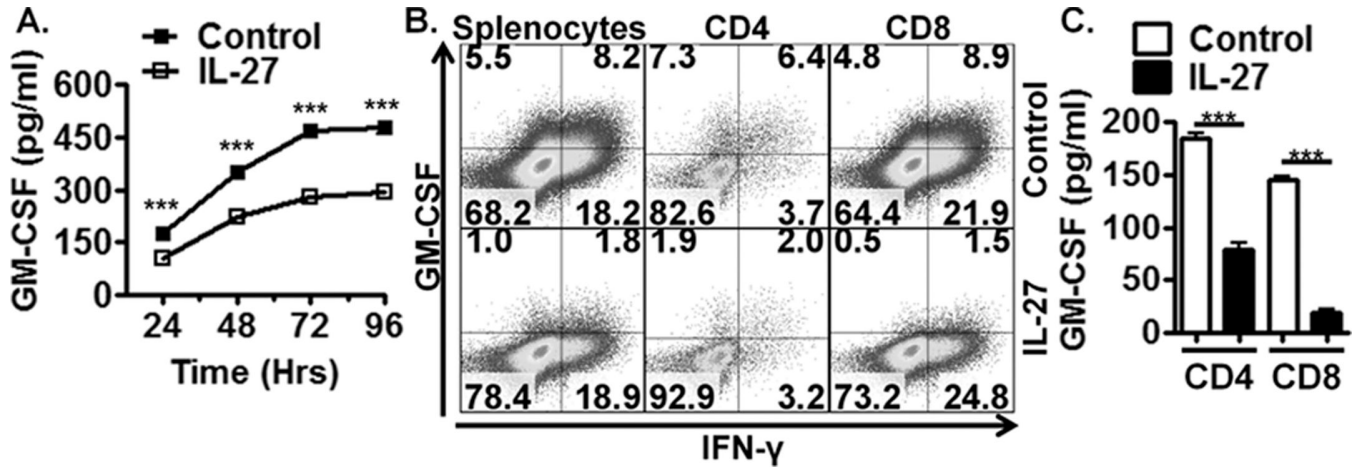 A.
Control
IL-27
GM-CSF (pg/ml)
600
450
300
150
0
***
***
***
***
24 48 72 96
Time (Hrs)
B.
Splenocytes CD4 CD8
5.5 8.2 7.3 6.4 4.8 8.9
68.2 18.2 82.6 3.7 64.4 21.9
1.0 1.8 1.9 2.0 0.5 1.5
78.4 18.9 92.9 3.2 73.2 24.8
GM-CSF
IFN-γ
Control
IL-27
C.
Control
IL-27
GM-CSF (pg/ml)
200
150
100
50
0
***
***
CD4 CD8